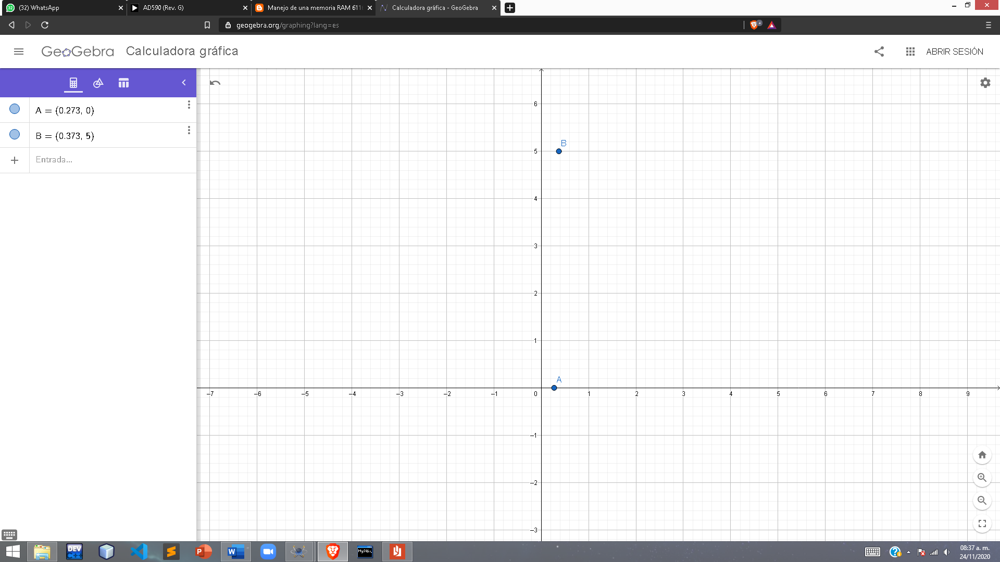 (32) WhatsApp
AD590 (Rev. G)
Manejo de una memoria RAM 611
Calculadora gráfica - GeoGebra
geogebra.org/graphing?lang=es
3
GeoGebra
Calculadora gráfica
ABRIR SESIÓN
A = (0.273, 0)
B = (0.373, 5)
Entrada...
6
B
5
4
3
2
1
A
–7 –6 –5 –4 –3 –2 –1 0 1 2 3 4 5 6 7 8 9
–1
–2
–3
DEV C++
P
W
MySQL
08:37 a. m.
24/11/2020